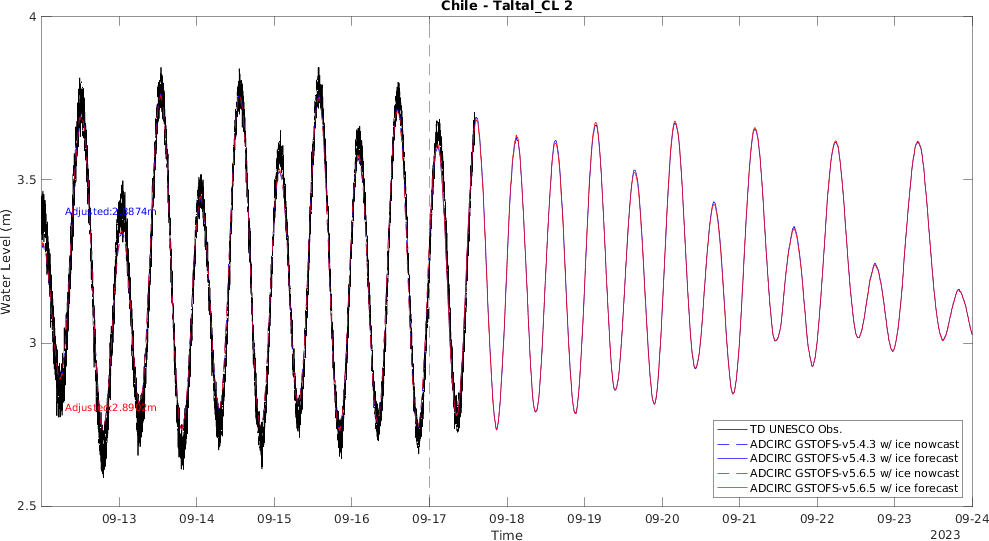 Chile - Taltal_CL 2
4
3.5
3
2.5
Water Level (m)
09-13
09-14
09-15
09-16
09-17
09-18
09-19
09-20
09-21
09-22
09-23
09-24
Time
2023
TD UNESCO Obs.
ADCIRC GSTOFS-v5.4.3 w/ ice nowcast
ADCIRC GSTOFS-v5.4.3 w/ ice forecast
ADCIRC GSTOFS-v5.6.5 w/ ice nowcast
ADCIRC GSTOFS-v5.6.5 w/ ice forecast